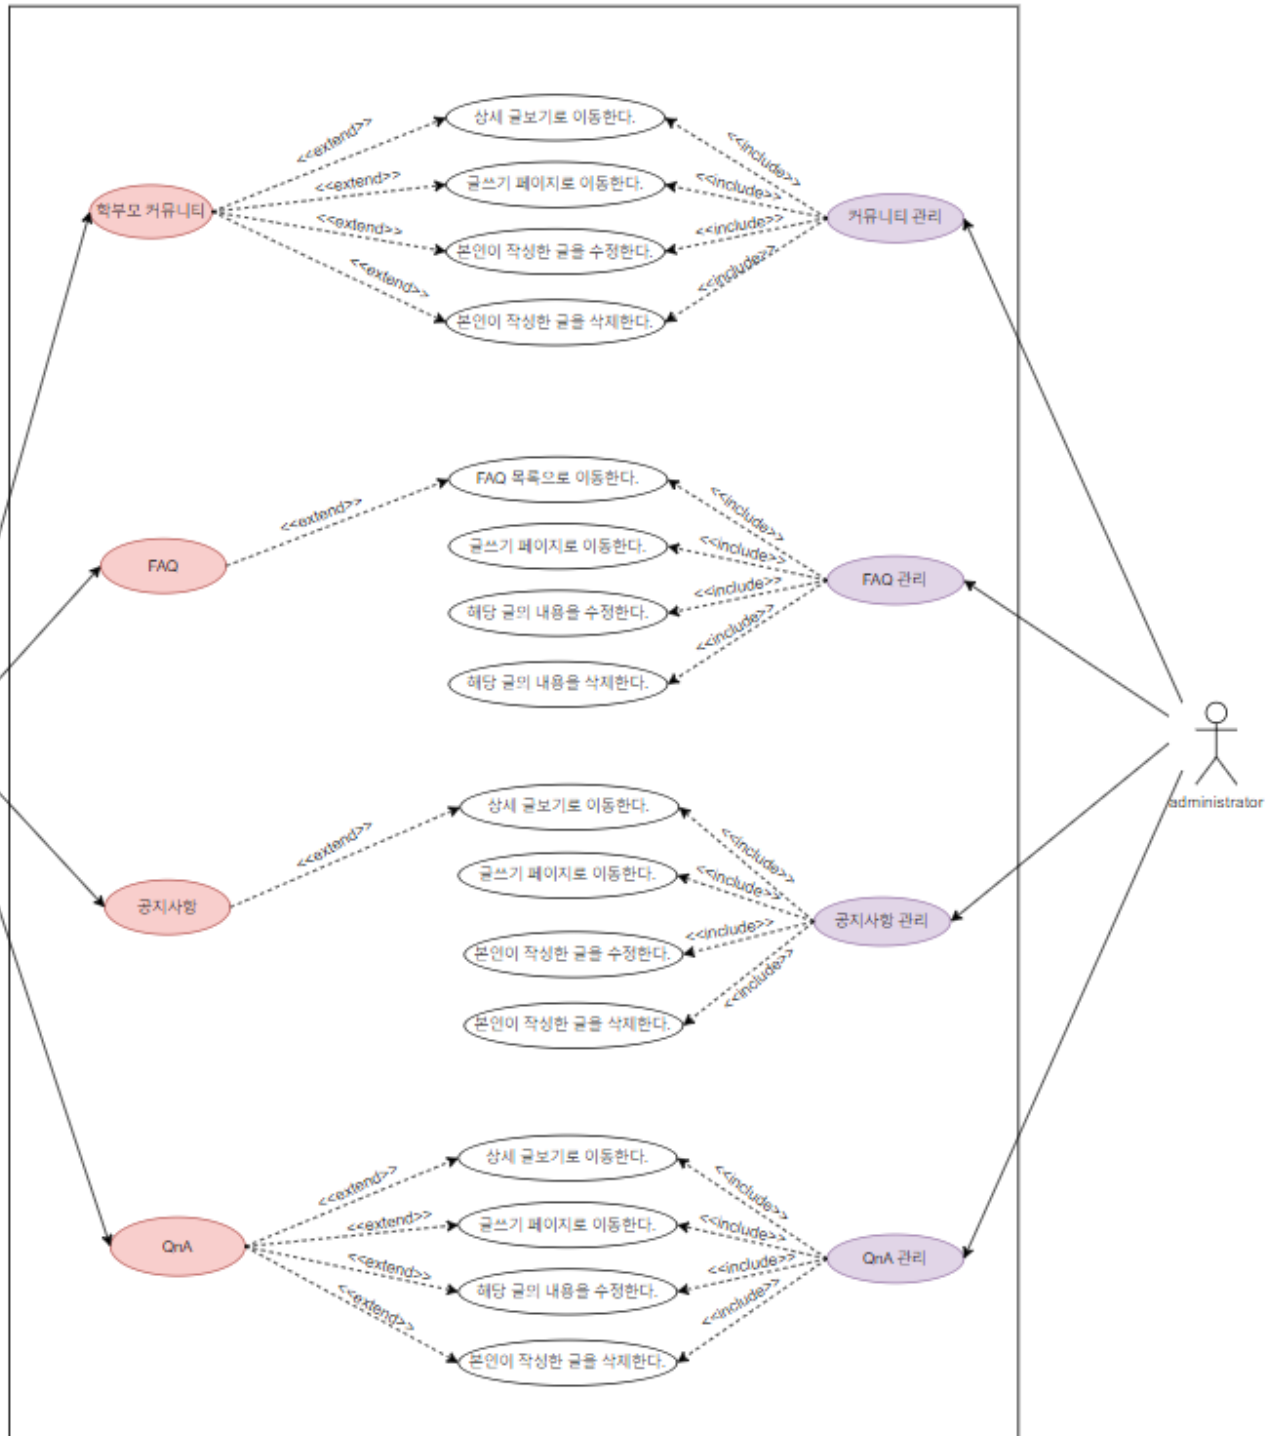 상세 글보기로 이동한다.
<<extend>>
<<include>>
글쓰기 페이지로 이동한다.
<<extend>>
<<include>>
학부모 커뮤니티
커뮤니티 관리
<<extend>>
<<include>>
본인이 작성한 글을 수정한다.
<<extend>>
<<include>>
본인이 작성한 글을 삭제한다.
FAQ 목록으로 이동한다.
<<extend>>
<<include>>
글쓰기 페이지로 이동한다.
<<include>>
FAQ
FAQ 관리
<<include>>
해당 글의 내용을 수정한다.
<<include>>
해당 글의 내용을 삭제한다.
administrator
상세 글보기로 이동한다.
<<extend>>
<<include>>
글쓰기 페이지로 이동한다.
<<include>>
공지사항
공지사항 관리
<<include>>
본인이 작성한 글을 수정한다.
<<include>>
본인이 작성한 글을 삭제한다.
상세 글보기로 이동한다.
<<extend>>
<<include>>
글쓰기 페이지로 이동한다.
<<extend>>
<<include>>
QnA
QnA 관리
<<extend>>
<<include>>
해당 글의 내용을 수정한다.
<<extend>>
<<include>>
본인이 작성한 글을 삭제한다.